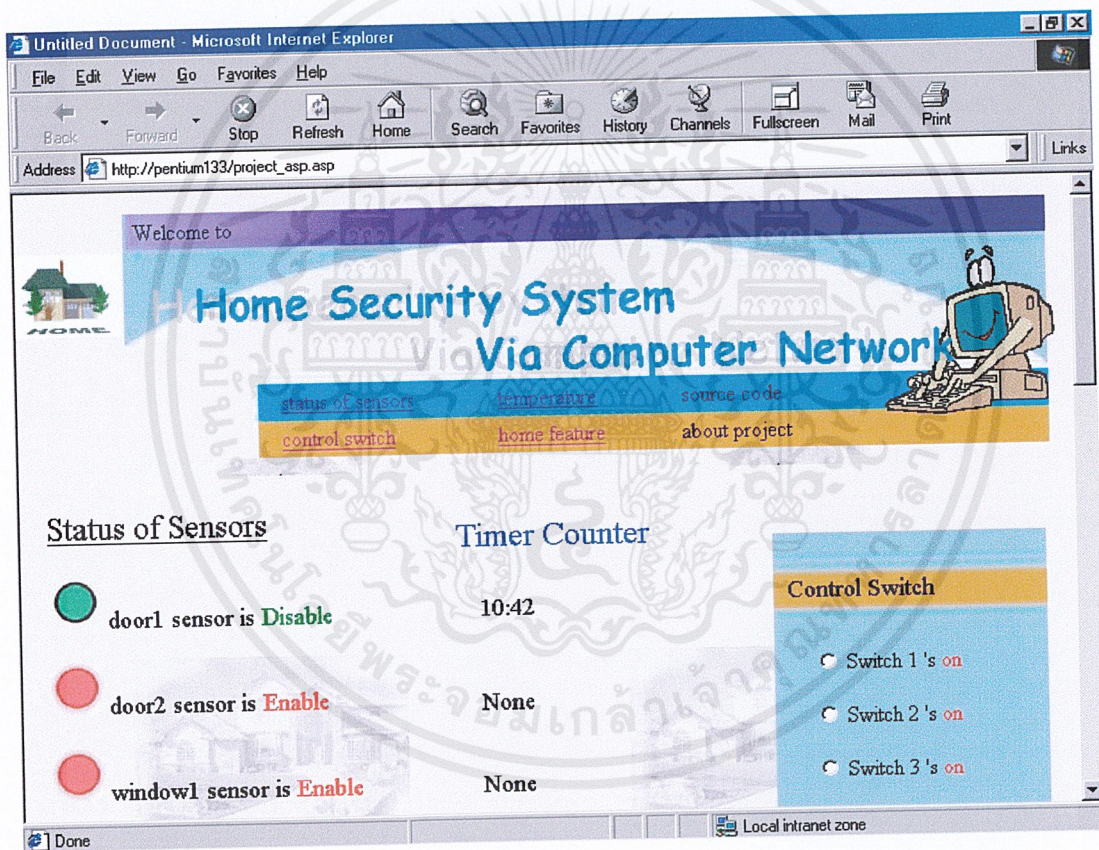 Untitled Document - Microsoft Internet Explorer
File Edit View Go Favorites Help
Back Forward Stop Refresh Home Search Favorites History Channels Fullscreen Mail Print
Address http://pentium133/project_asp.asp Links
Welcome to
HOME
Home Security System
Via Computer Network
status of sensors temperature source code
control switch home feature about project
Status of Sensors Timer Counter
Control Switch
door1 sensor is Disable 10:42
Switch 1 's on
door2 sensor is Enable None
Switch 2 's on
window1 sensor is Enable None
Switch 3 's on
Done Local intranet zone